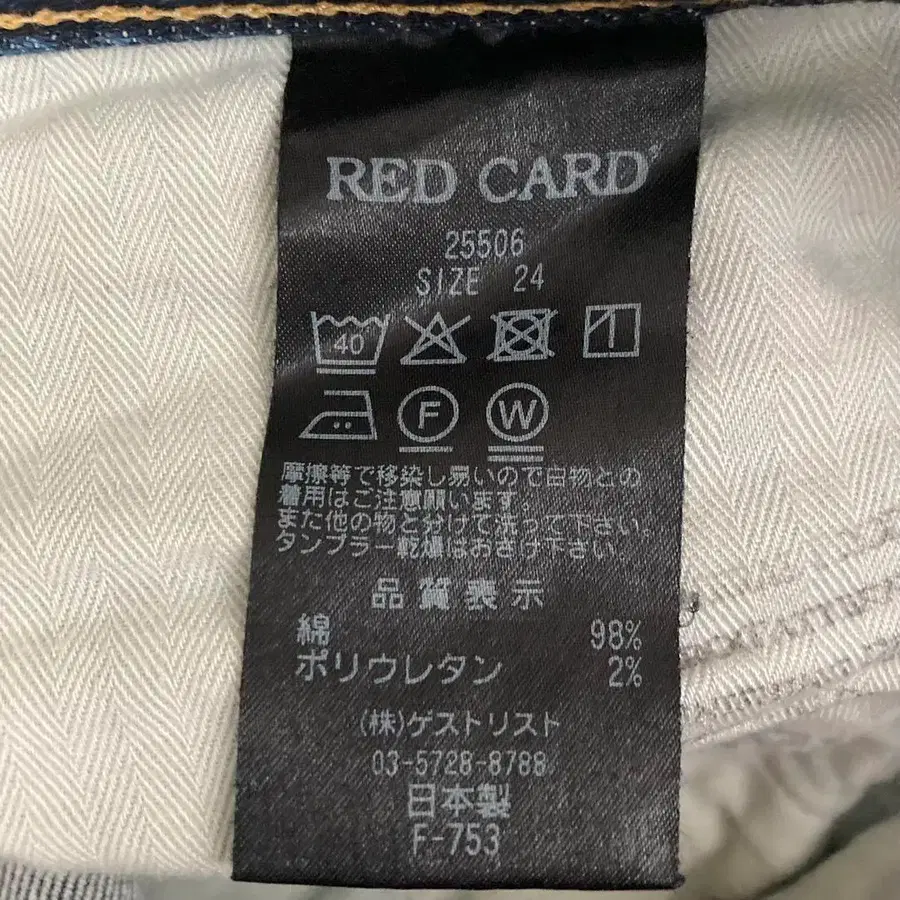 RED CARD®
25506
SIZE 24
40
F W
摩擦等で移染し易いので白物との
着用はご注意願います。
また他の物と分けて洗って下さい。
タンブラー乾燥はおさけ下さい。
品質表示
綿 98%
ポリウレタン 2%
(株)ゲストリスト
03-5728-8788
日本製
F-753